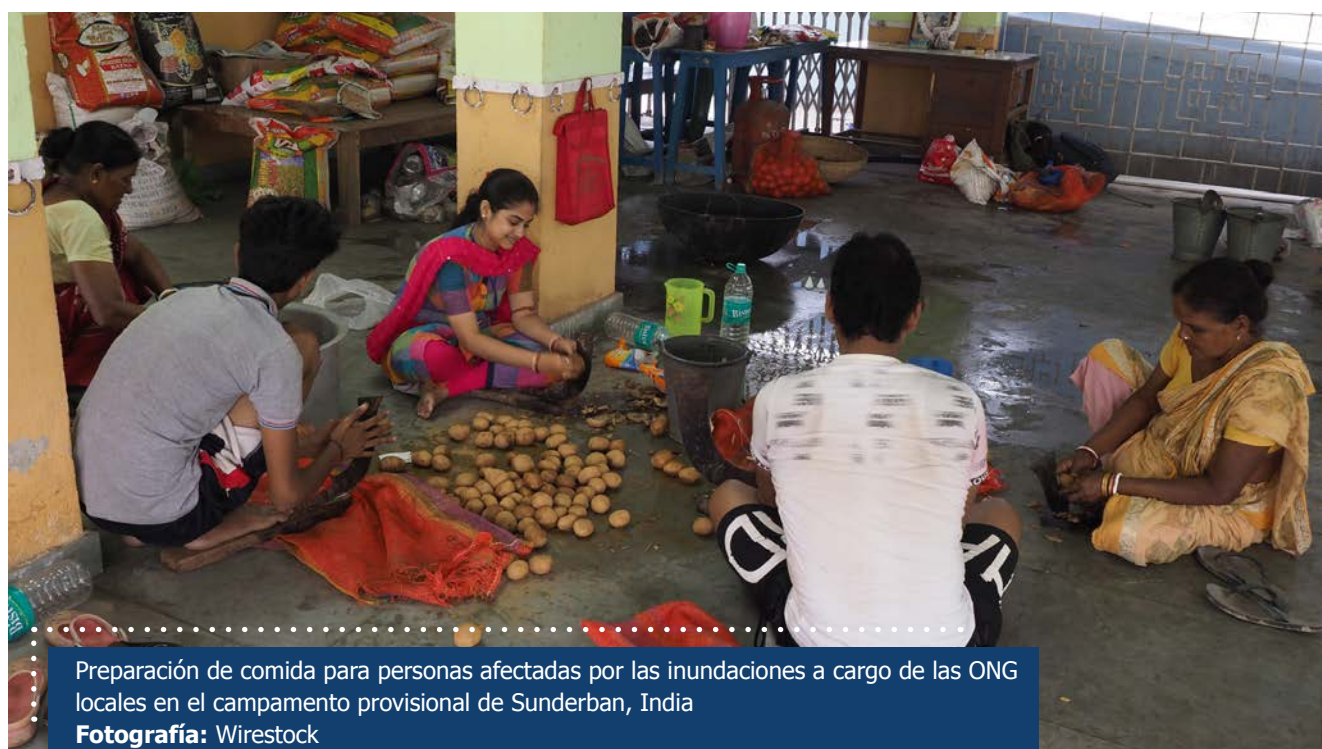 Preparación de comida para personas afectadas por las inundaciones a cargo de las ONG
locales en el campamento provisional de Sunderban, India
Fotografía: Wirestock